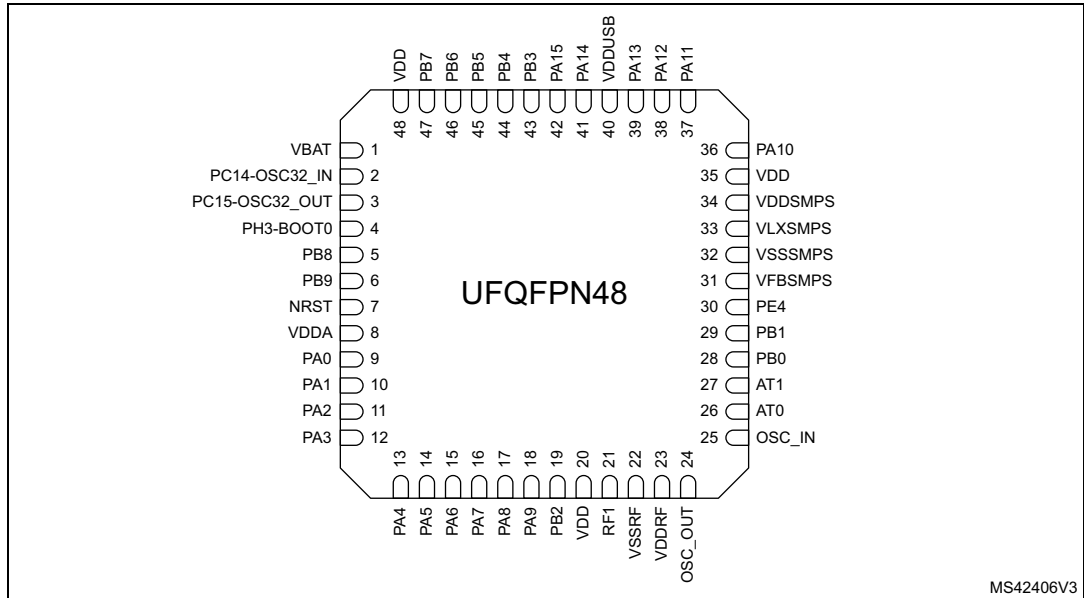 VDD PB7 PB6 PB5 PB4 PB3 PA15 PA14 VDDUSB PA13 PA12 PA11
48 47 46 45 44 43 42 41 40 39 38 37
VBAT 1 36 PA10
PC14-OSC32_IN 2 35 VDD
PC15-OSC32_OUT 3 34 VDDSMPS
PH3-BOOT0 4 33 VLXSMPS
PB8 5 32 VSSSMPS
PB9 6 31 VFBSMPS
UFQFPN48
NRST 7 30 PE4
VDDA 8 29 PB1
PA0 9 28 PB0
PA1 10 27 AT1
PA2 11 26 AT0
PA3 12 25 OSC_IN
13 14 15 16 17 18 19 20 21 22 23 24
PA4 PA5 PA6 PA7 PA8 PA9 PB2 VDD RF1 VSSRF VDDRF OSC_OUT
MS42406V3